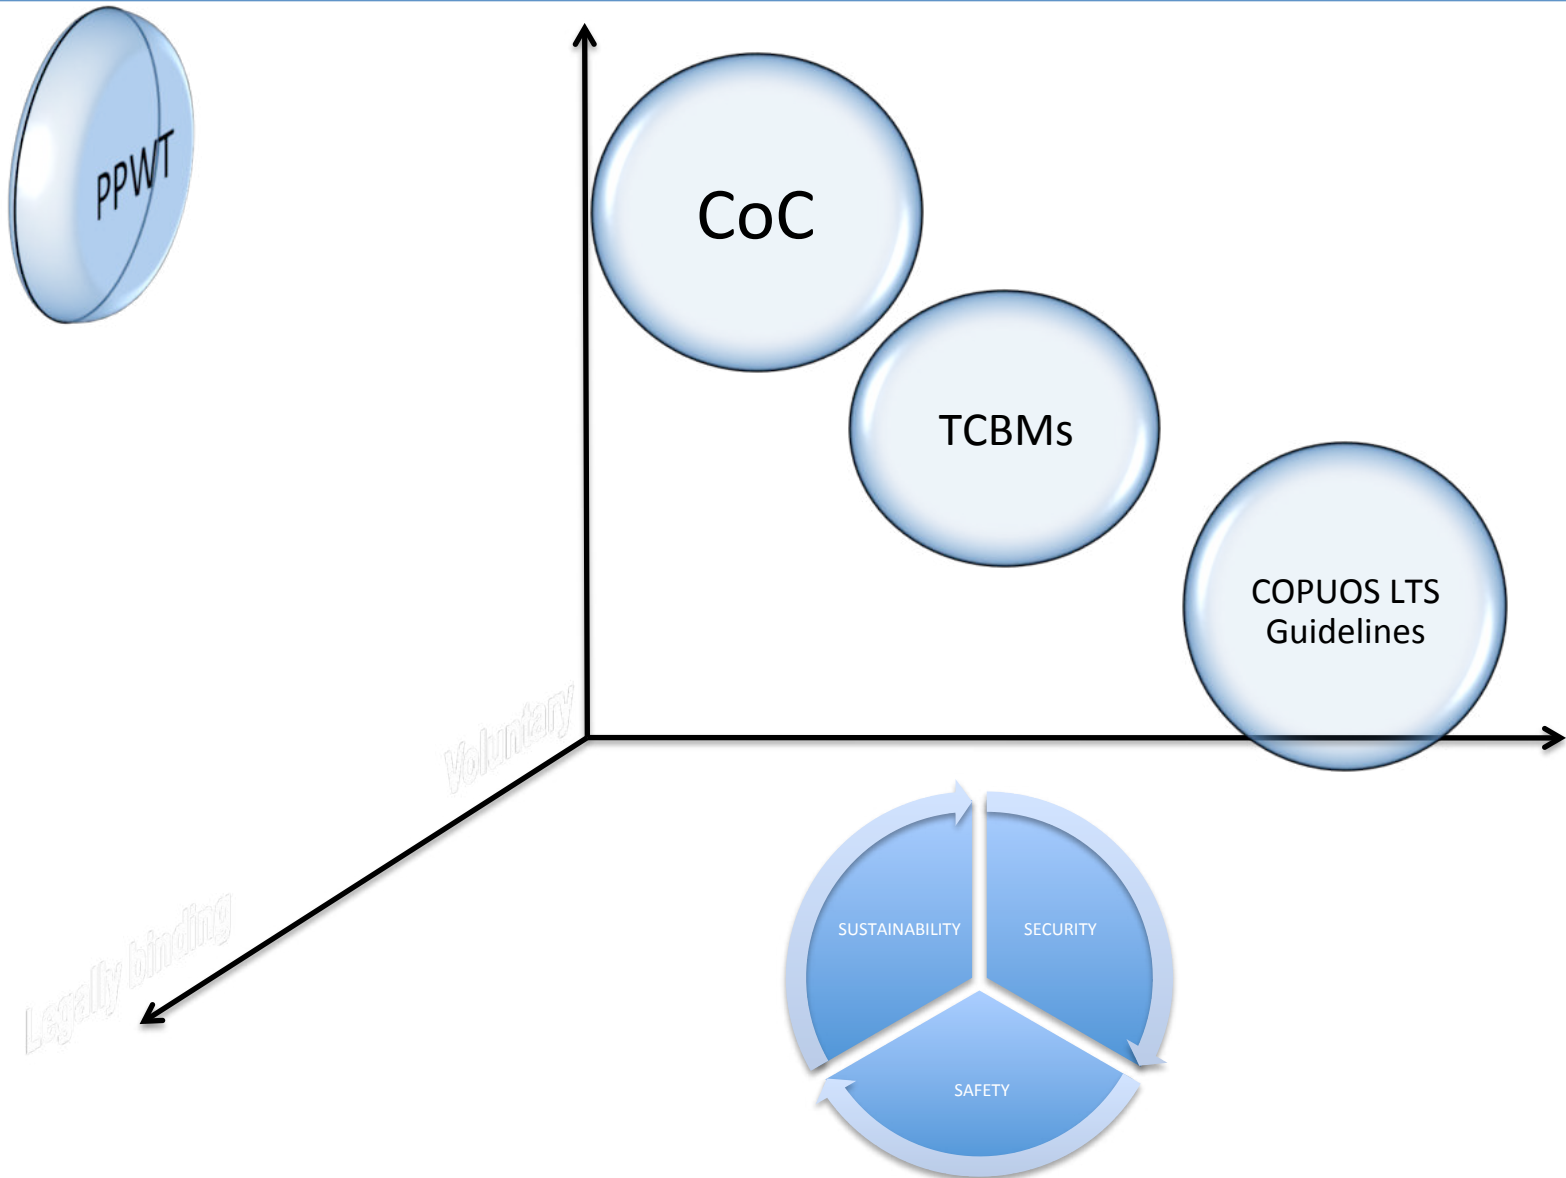 PPWT
CoC
TCBMs
COPUOS LTS
Guidelines
Voluntary
Legally binding
SUSTAINABILITY
SECURITY
SAFETY